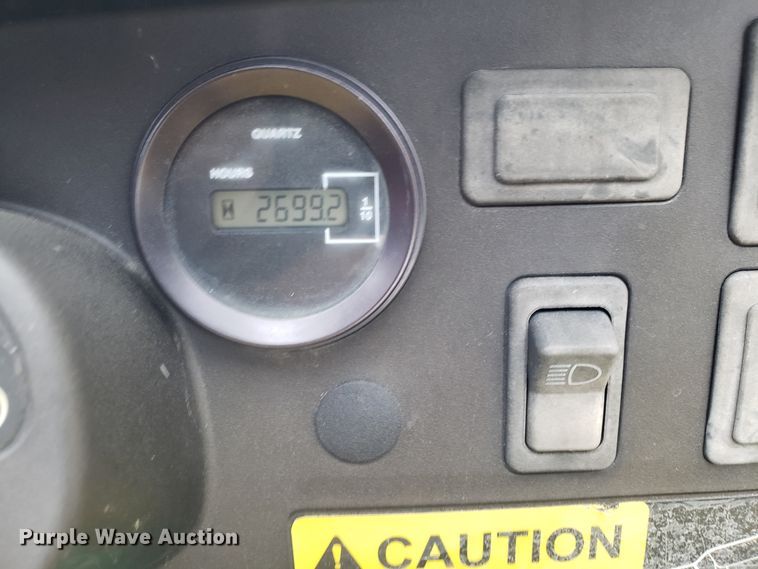 QUARTZ
HOURS
2699.2
1/10
CAUTION
Purple Wave Auction